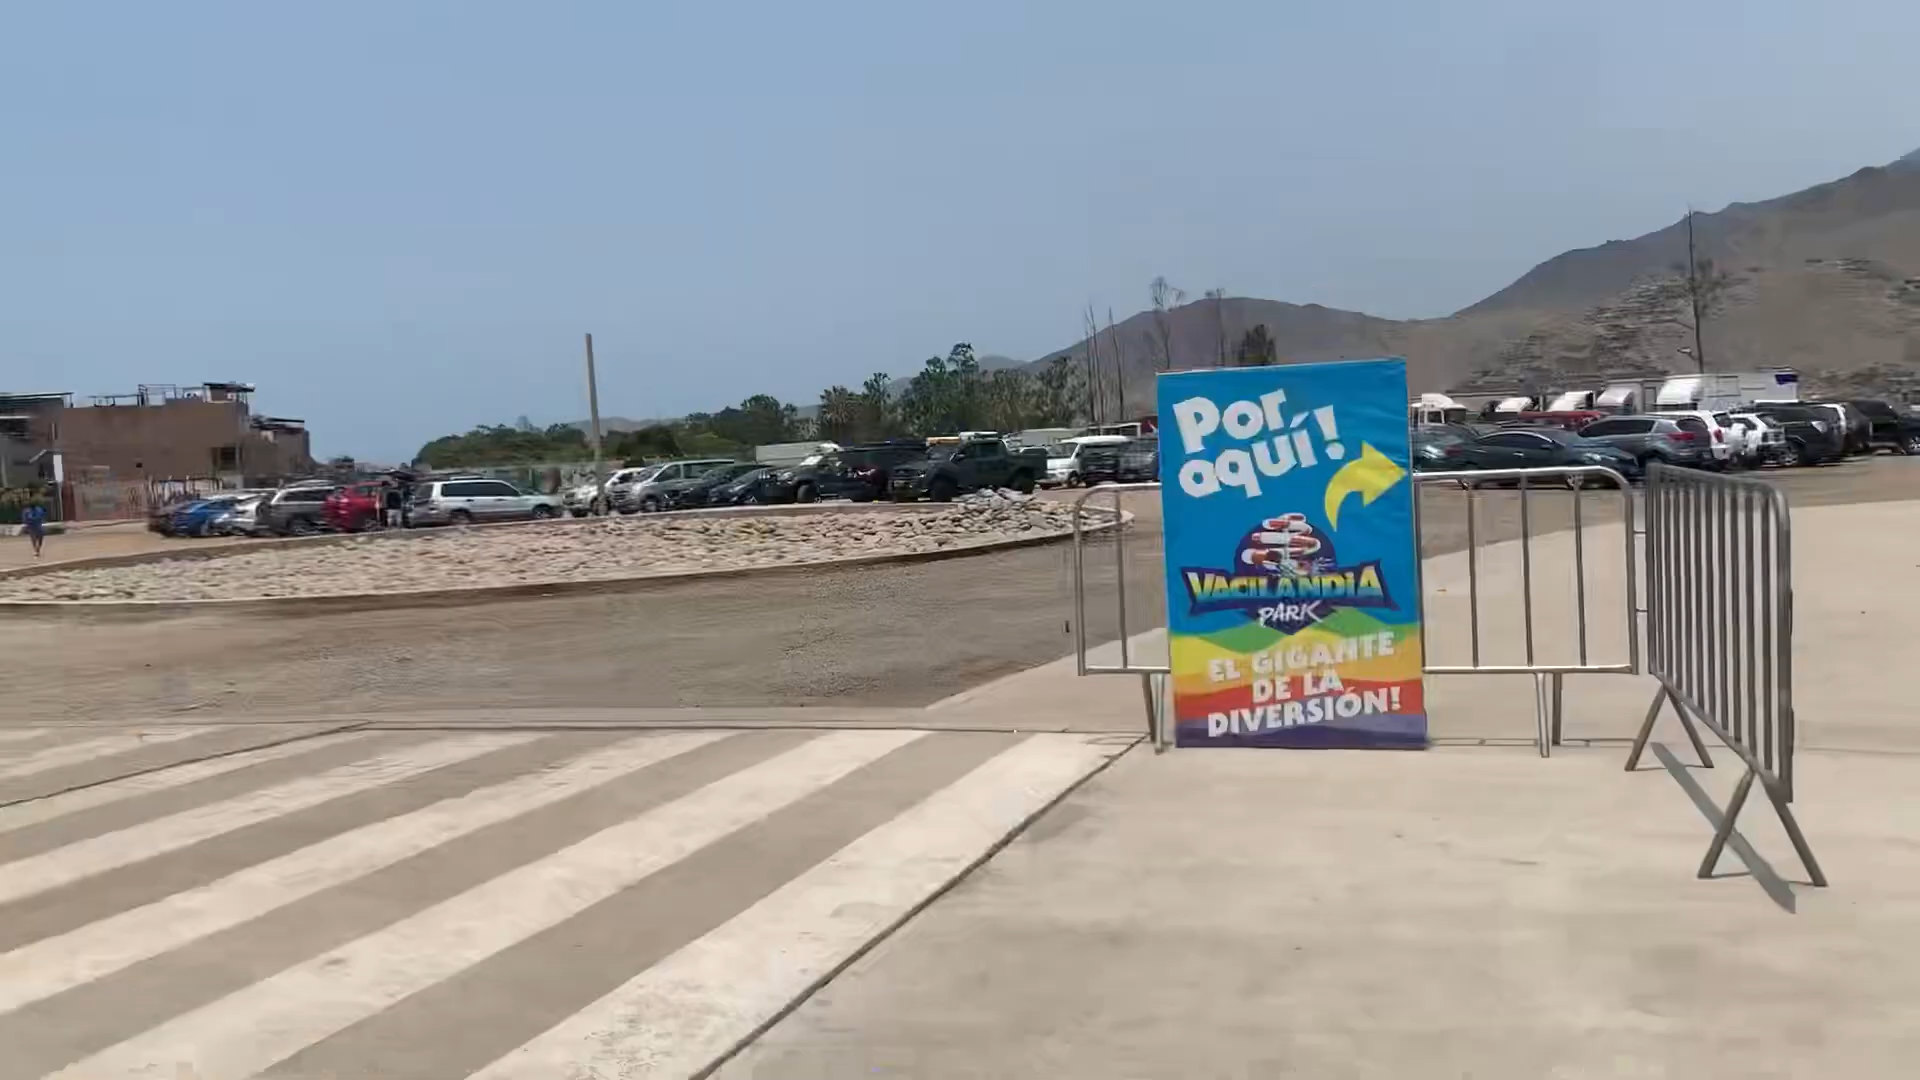 Por
aquí!
VACILANDIA
PARK
EL GIGANTE
DE LA
DIVERSIÓN!